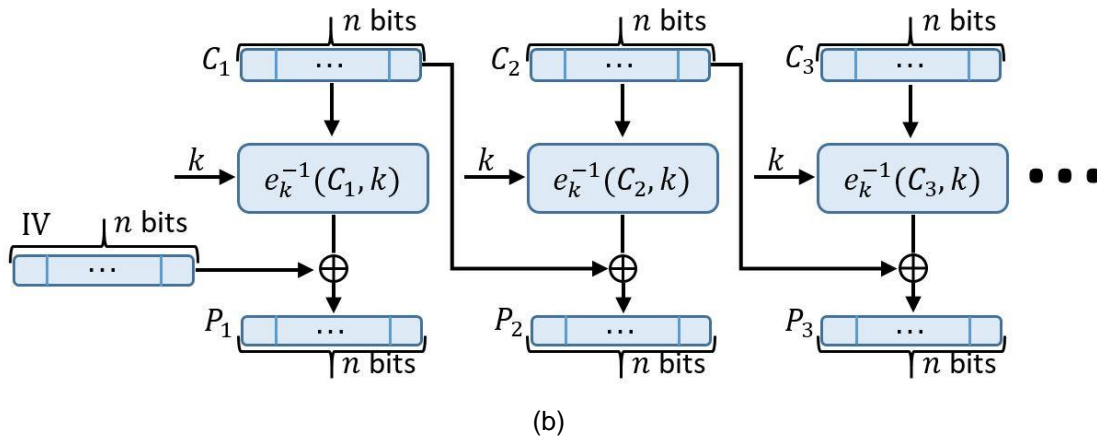 n bits n bits n bits
C₁ ... C₂ ... C₃ ...
k e_k^{-1}(C₁, k) k e_k^{-1}(C₂, k) k e_k^{-1}(C₃, k) ...
IV n bits
...
P₁ ... P₂ ... P₃ ...
n bits n bits n bits
(b)